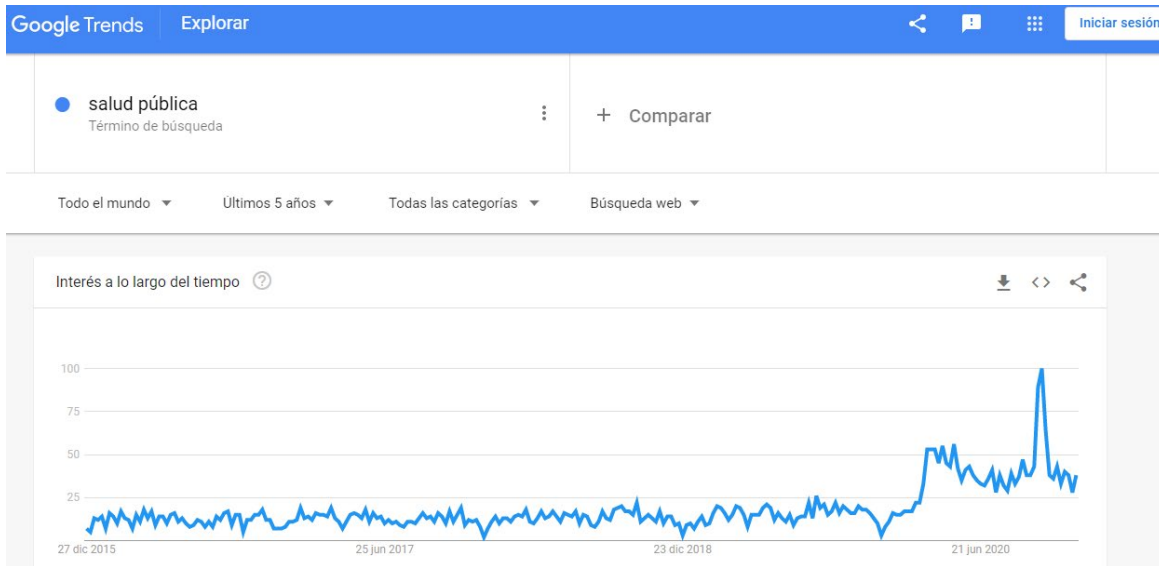 Google Trends Explorar Iniciar sesión
salud pública
Término de búsqueda
+ Comparar
Todo el mundo Últimos 5 años Todas las categorías Búsqueda web
Interés a lo largo del tiempo ?
100
75
50
25
27 dic 2015 25 jun 2017 23 dic 2018 21 jun 2020